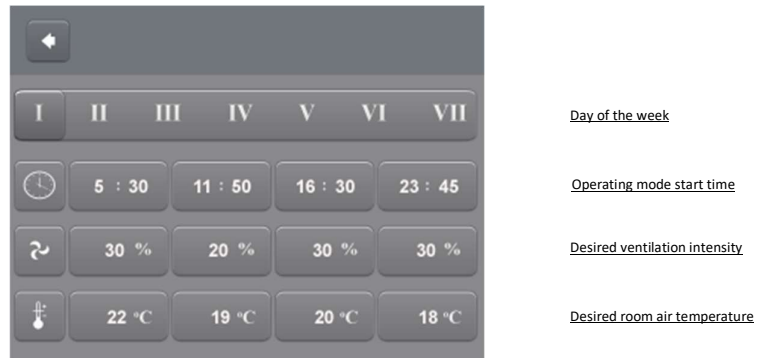 I II III IV V VI VII Day of the week
5 : 30 11 : 50 16 : 30 23 : 45 Operating mode start time
30 % 20 % 30 % 30 % Desired ventilation intensity
22 °C 19 °C 20 °C 18 °C Desired room air temperature